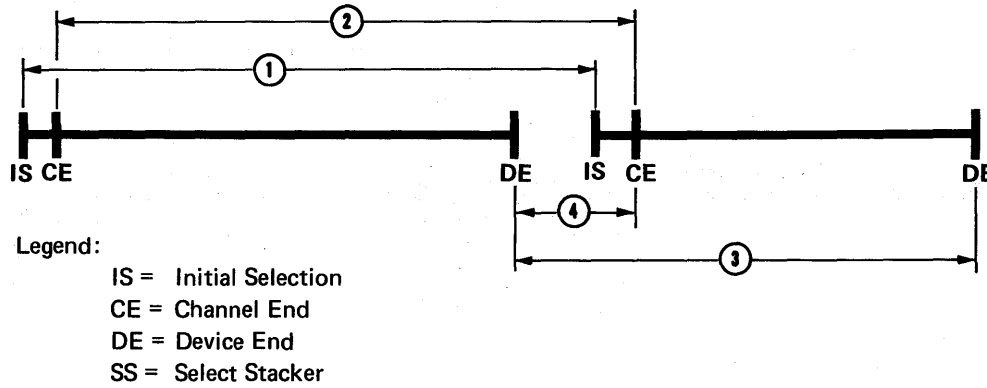 2
1
IS CE DE IS CE DE
4
3
Legend:
IS = Initial Selection
CE = Channel End
DE = Device End
SS = Select Stacker